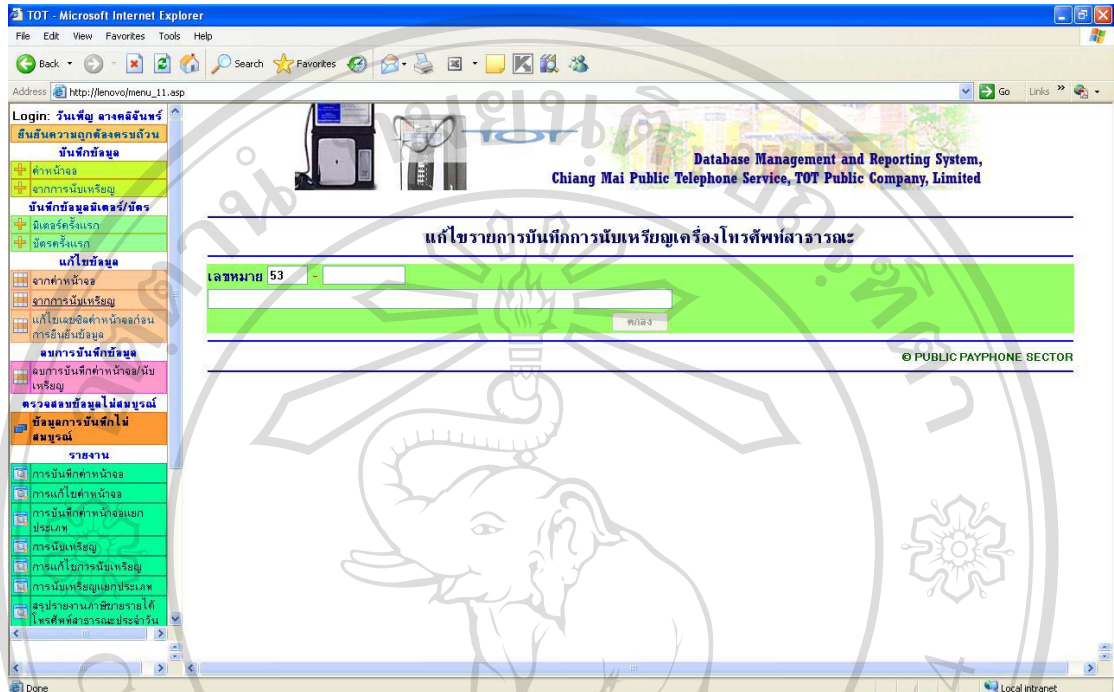 TOT - Microsoft Internet Explorer
File Edit View Favorites Tools Help
Back Search Favorites
Address http://lenovo/menu_11.asp Go Links »
Login: วันเพ็ญ
ยืนยันความถูกต้องครบถ้วน
บันทึกข้อมูล
ค่าหน้าจอ
จากการนับเหรียญ
บันทึกข้อมูลมิเตอร์/บัตร
มิเตอร์ครั้งแรก
บัตรครั้งแรก
แก้ไขข้อมูล
จากค่าหน้าจอ
จากการนับเหรียญ
แก้ไขเลขซีลค่าหน้าจอก่อน
การยืนยันข้อมูล
ลบการบันทึกข้อมูล
ลบการบันทึกค่าหน้าจอ/นับ
เหรียญ
ตรวจสอบข้อมูลไม่สมบูรณ์
ข้อมูลการบันทึกไม่
สมบูรณ์
รายงาน
การบันทึกค่าหน้าจอ
การแก้ไขค่าหน้าจอ
การบันทึกค่าหน้าจอแยก
ประเภท
การนับเหรียญ
การแก้ไขการนับเหรียญ
การนับเหรียญแยกประเภท
สรุปรายงานภาษีขายรายได้
โทรศัพท์สาธารณะประจำวัน
TOT
Database Management and Reporting System,
Chiang Mai Public Telephone Service, TOT Public Company, Limited
แก้ไขรายการบันทึกการนับเหรียญเครื่องโทรศัพท์สาธารณะ
เลขหมาย 53 -
ตกลง
© PUBLIC PAYPHONE SECTOR
Done
Local intranet